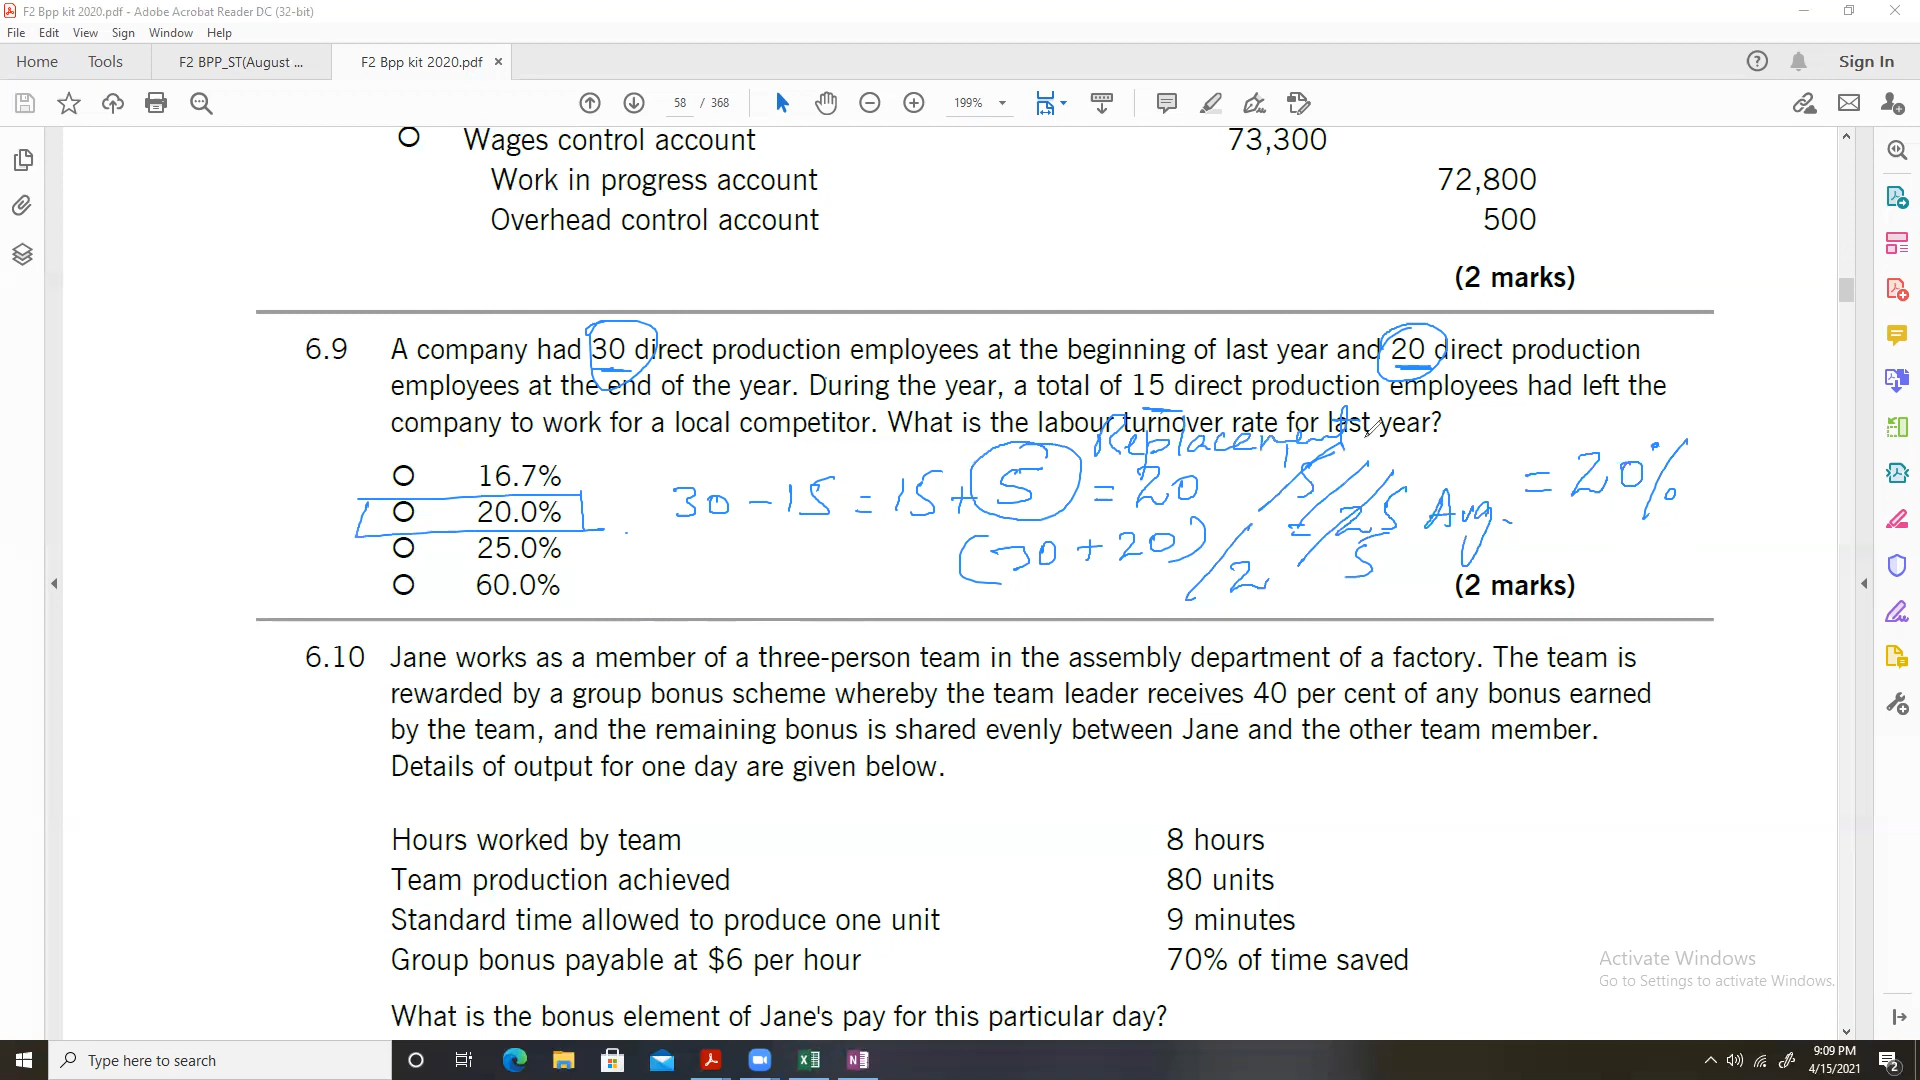 F2 Bpp kit 2020.pdf - Adobe Acrobat Reader DC (32-bit)
File Edit View Sign Window Help
Home Tools F2 BPP_ST(August ... F2 Bpp kit 2020.pdf × Sign In
58 / 368 199%
Wages control account 73,300
Work in progress account 72,800
Overhead control account 500
(2 marks)
6.9 A company had 30 direct production employees at the beginning of last year and 20 direct production
employees at the end of the year. During the year, a total of 15 direct production employees had left the
company to work for a local competitor. What is the labour turnover rate for last year?
Replacement
16.7%
30 - 15 = 15 + 5 = 20 5/25 Avg. = 20%
20.0%
(30 + 20)/2 = 25
25.0%
60.0% (2 marks)
6.10 Jane works as a member of a three-person team in the assembly department of a factory. The team is
rewarded by a group bonus scheme whereby the team leader receives 40 per cent of any bonus earned
by the team, and the remaining bonus is shared evenly between Jane and the other team member.
Details of output for one day are given below.
Hours worked by team 8 hours
Team production achieved 80 units
Standard time allowed to produce one unit 9 minutes
Group bonus payable at $6 per hour 70% of time saved
Activate Windows
Go to Settings to activate Windows.
What is the bonus element of Jane's pay for this particular day?
Type here to search
9:09 PM
4/15/2021
2